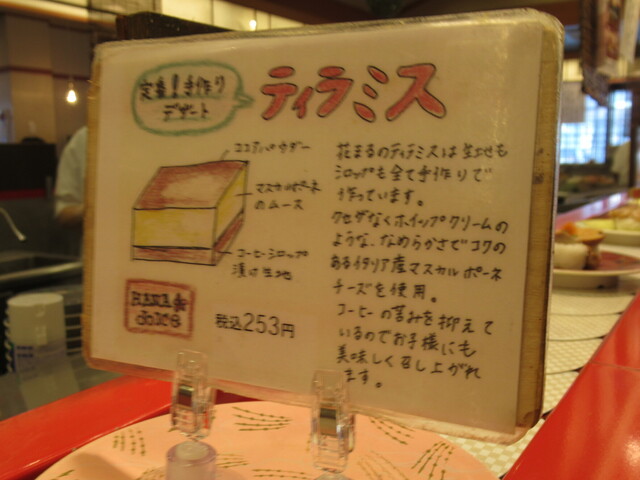 定番!手作り
デザート
ティラミス
ココアパウダー
マスカルポーネ
のムース
コーヒーシロップ
漬け生地
HANA de
dolce
税込253円
花まるのティラミスは生地も
シロップも全て手作りで
作っています。
クセがなくホイップクリームの
ような、なめらかさでコクの
あるイタリア産マスカルポーネ
チーズを使用。
コーヒーの苦みを抑えて
いるのでお子様にも
美味しく召し上がれ
ます。